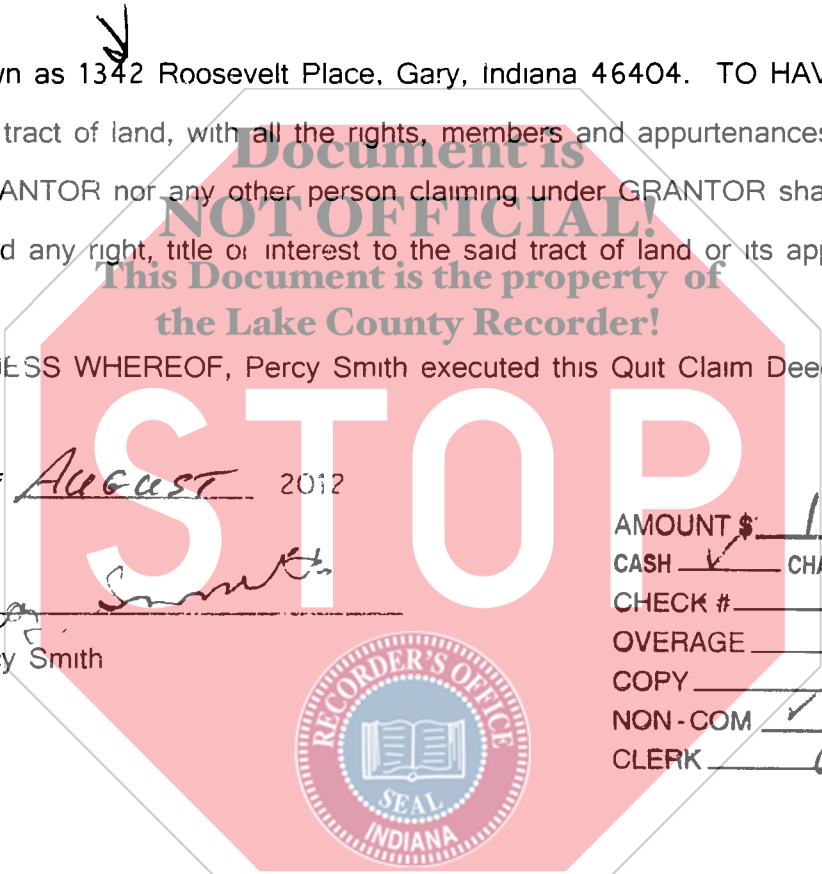 wn as 1342 Roosevelt Place, Gary, Indiana 46404. TO HAV
tract of land, with all the rights, members and appurtenances
Document is
ANTOR nor any other person claiming under GRANTOR sha
NOT OFFICIAL!
d any right, title or interest to the said tract of land or its app
This Document is the property of
the Lake County Recorder!
ESS WHEREOF, Percy Smith executed this Quit Claim Dee
STOP
August 2012
AMOUNT $
CASH ✓ CHA
CHECK #
Smith
OVERAGE
cy Smith
COPY
NON-COM ✓
CLERK
RECORDER'S OFFICE
SEAL
INDIANA